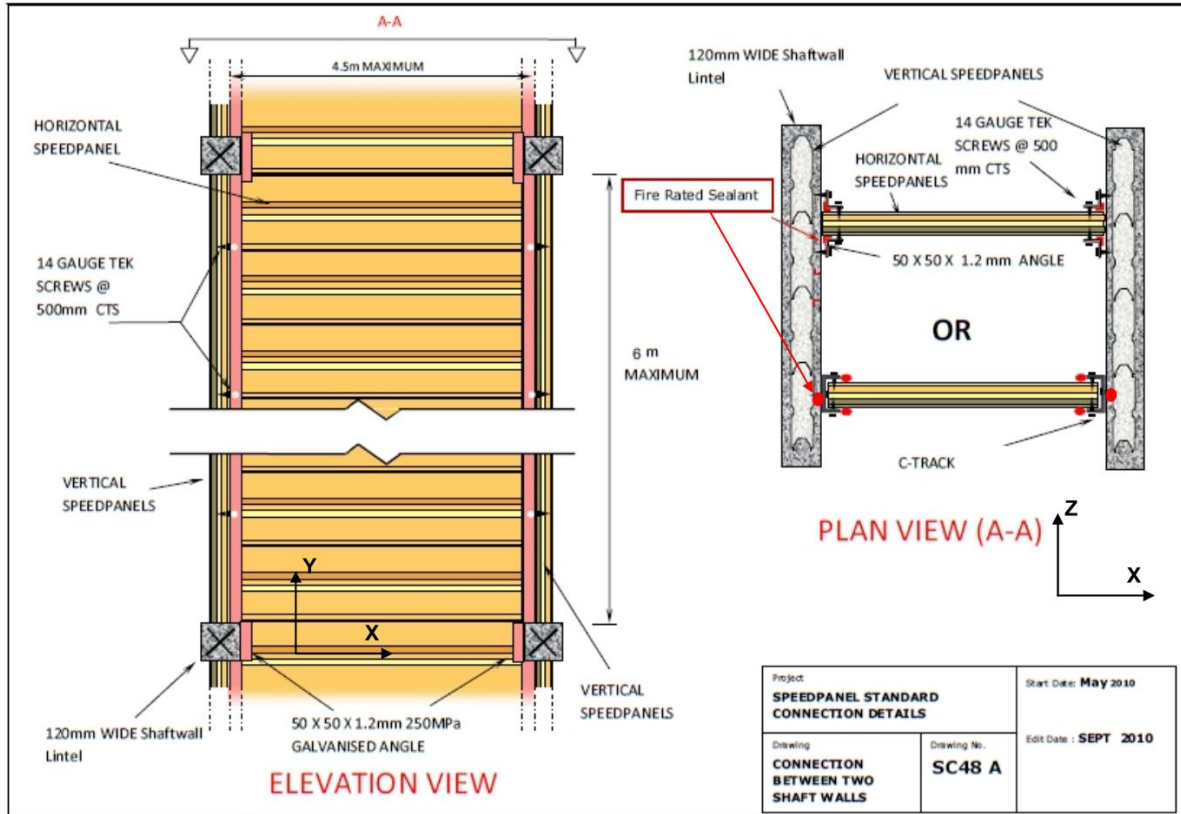 A-A
4.5m MAXIMUM
HORIZONTAL
SPEEDPANEL
14 GAUGE TEK
SCREWS @
500mm CTS
6 m
MAXIMUM
VERTICAL
SPEEDPANELS
Y
X
120mm WIDE Shaftwall
Lintel
50 X 50 X 1.2mm 250MPa
GALVANISED ANGLE
VERTICAL
SPEEDPANELS
ELEVATION VIEW
120mm WIDE Shaftwall
Lintel
VERTICAL SPEEDPANELS
14 GAUGE TEK
SCREWS @ 500
mm CTS
HORIZONTAL
SPEEDPANELS
Fire Rated Sealant
50 X 50 X 1.2 mm ANGLE
OR
C-TRACK
PLAN VIEW (A-A)
Z
X
Project
SPEEDPANEL STANDARD
CONNECTION DETAILS
Start Date: May 2010
Edit Date : SEPT 2010
Drawing
CONNECTION
BETWEEN TWO
SHAFT WALLS
Drawing No.
SC48 A